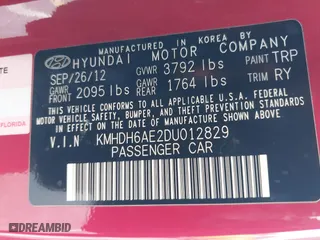 MANUFACTURED IN KOREA BY
HYUNDAI MOTOR COMPANY
SEP/26/12 GVWR 3792 lbs PAINT TRP
GAWR FRONT 2095 lbs GAWR REAR 1764 lbs TRIM RY
THIS VEHICLE CONFORMS TO ALL APPLICABLE U.S.A. FEDERAL
MOTOR VEHICLE SAFETY, BUMPER, AND THEFT PREVENTION
STANDARDS IN EFFECT ON THE DATE OF MANUFACTURE SHOWN ABOVE.
V.I.N KMHDH6AE2DU012829
PASSENGER CAR
TE
FLORIDA
DREAMBID